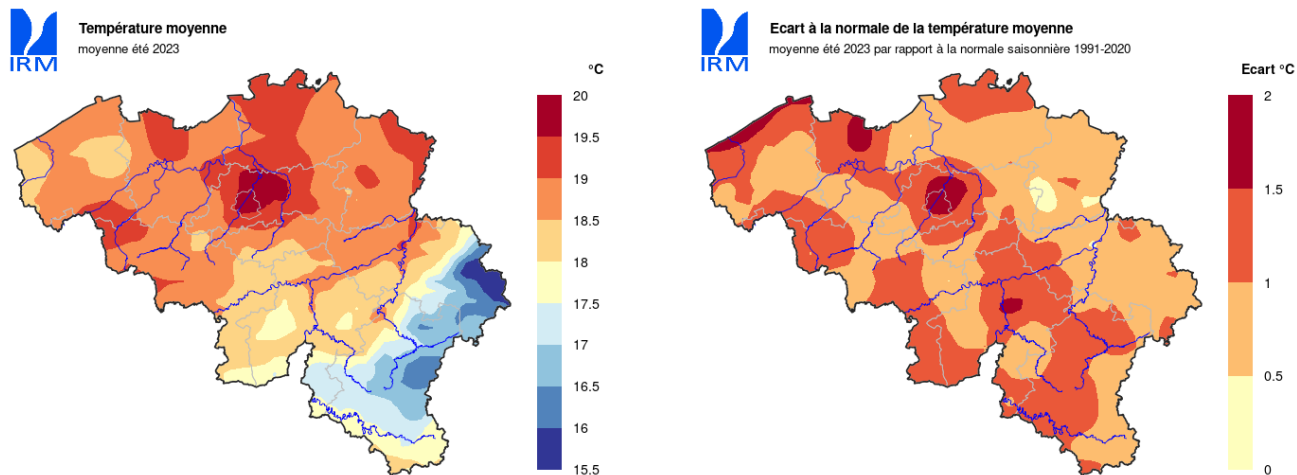 IRM
Température moyenne
moyenne été 2023
°C
20
19.5
19
18.5
18
17.5
17
16.5
16
15.5
IRM
Ecart à la normale de la température moyenne
moyenne été 2023 par rapport à la normale saisonnière 1991-2020
Ecart °C
2
1.5
1
0.5
0